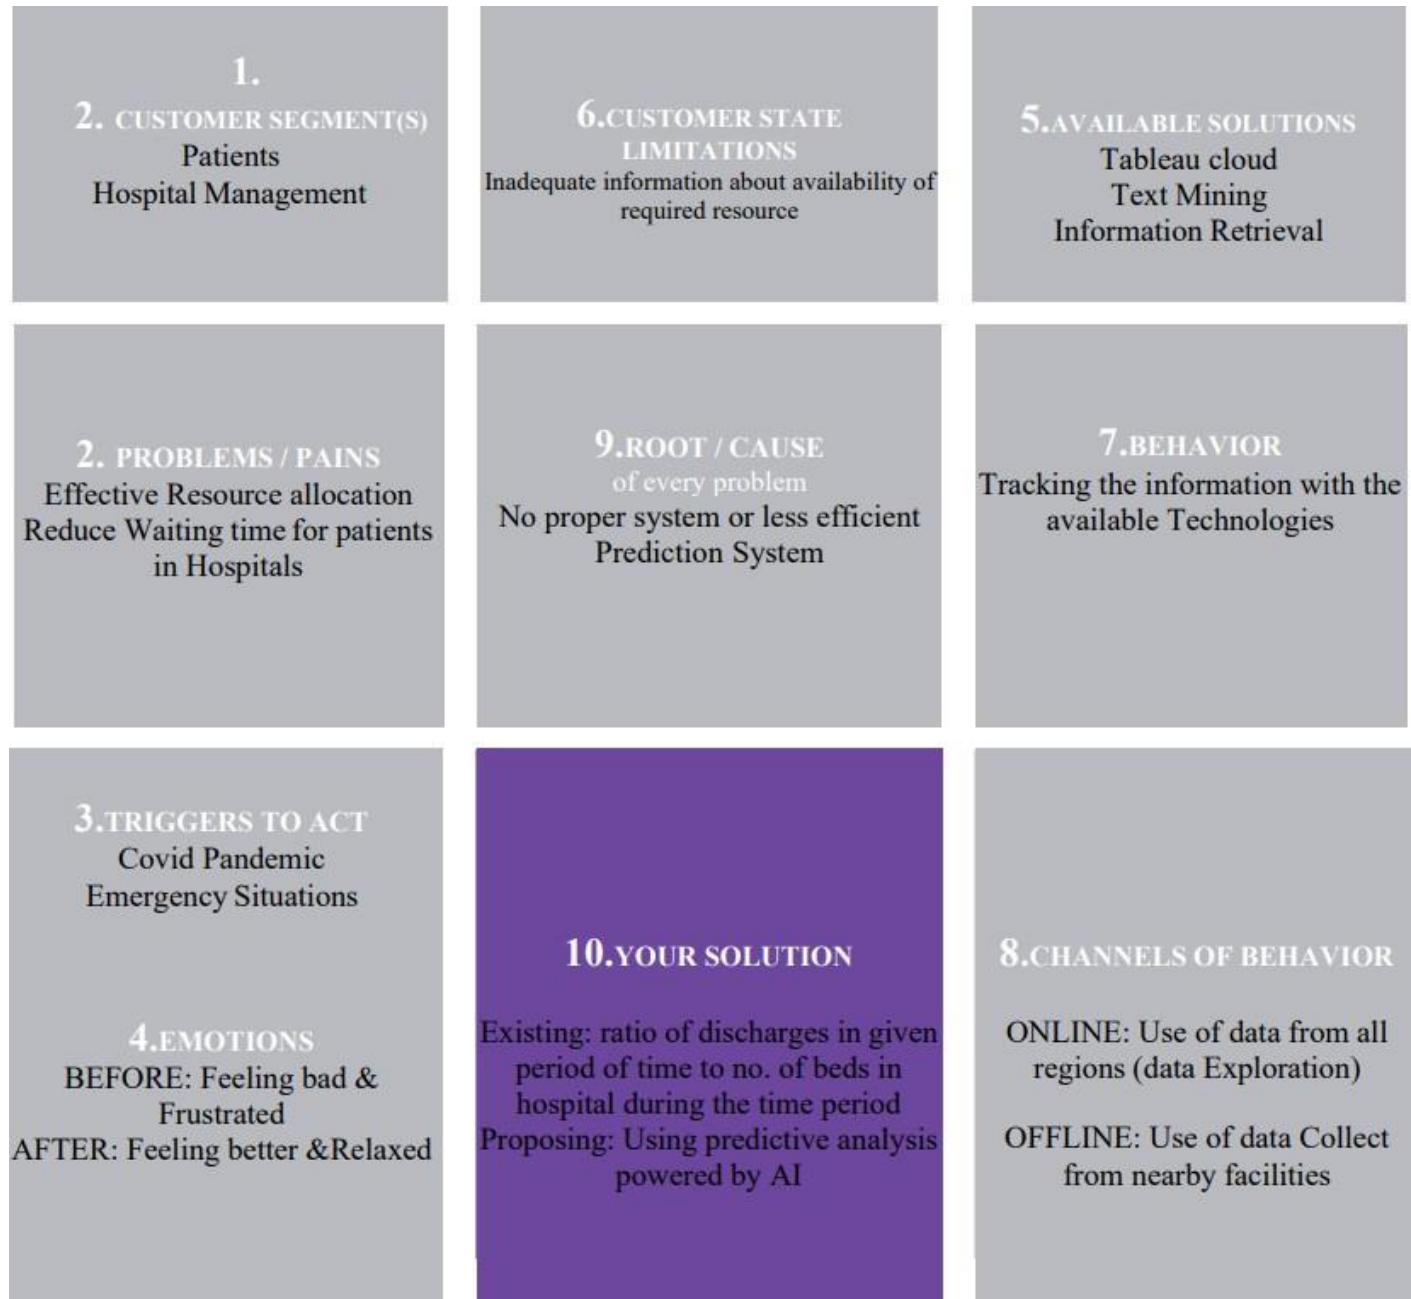 1.
2. CUSTOMER SEGMENT(S)
Patients
Hospital Management
6.CUSTOMER STATE
LIMITATIONS
Inadequate information about availability of
required resource
5.AVAILABLE SOLUTIONS
Tableau cloud
Text Mining
Information Retrieval
2. PROBLEMS / PAINS
Effective Resource allocation
Reduce Waiting time for patients
in Hospitals
9.ROOT / CAUSE
of every problem
No proper system or less efficient
Prediction System
7.BEHAVIOR
Tracking the information with the
available Technologies
3.TRIGGERS TO ACT
Covid Pandemic
Emergency Situations
4.EMOTIONS
BEFORE: Feeling bad &
Frustrated
AFTER: Feeling better &Relaxed
10.YOUR SOLUTION
Existing: ratio of discharges in given
period of time to no. of beds in
hospital during the time period
Proposing: Using predictive analysis
powered by AI
8.CHANNELS OF BEHAVIOR
ONLINE: Use of data from all
regions (data Exploration)
OFFLINE: Use of data Collect
from nearby facilities